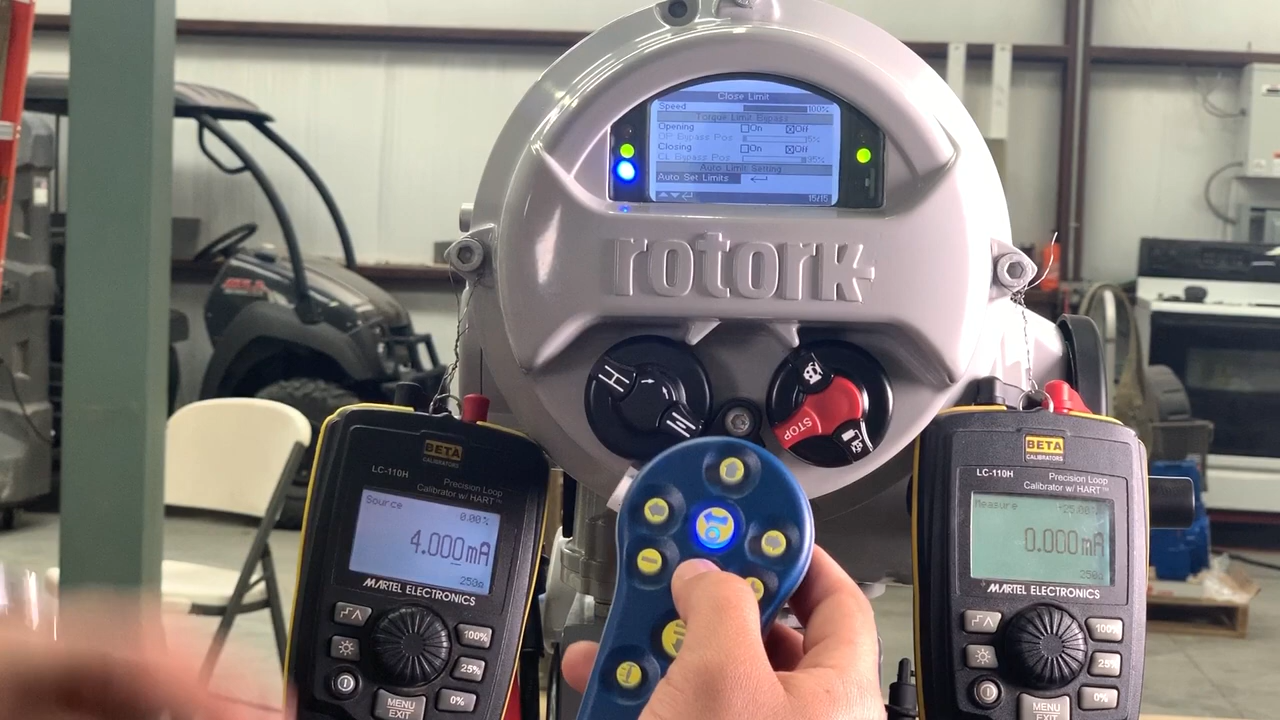 Close Limit
Speed 100%
Torque Limit Bypass
Opening On Off
OP Bypass Pos 5%
Closing On Off
CL Bypass Pos 95%
Auto Limit Setting
Auto Set Limits
15/15
rotork
STOP
BETA
CALIBRATORS
LC-110H
Precision Loop
Calibrator w/ HART™
Source
0.00%
4.000mA
250Ω
MARTEL ELECTRONICS
100%
25%
0%
MENU
EXIT
BETA
CALIBRATORS
LC-110H
Precision Loop
Calibrator w/ HART™
Measure -25.00%
0.000mA
250Ω
MARTEL ELECTRONICS
100%
25%
0%
MENU
EXIT